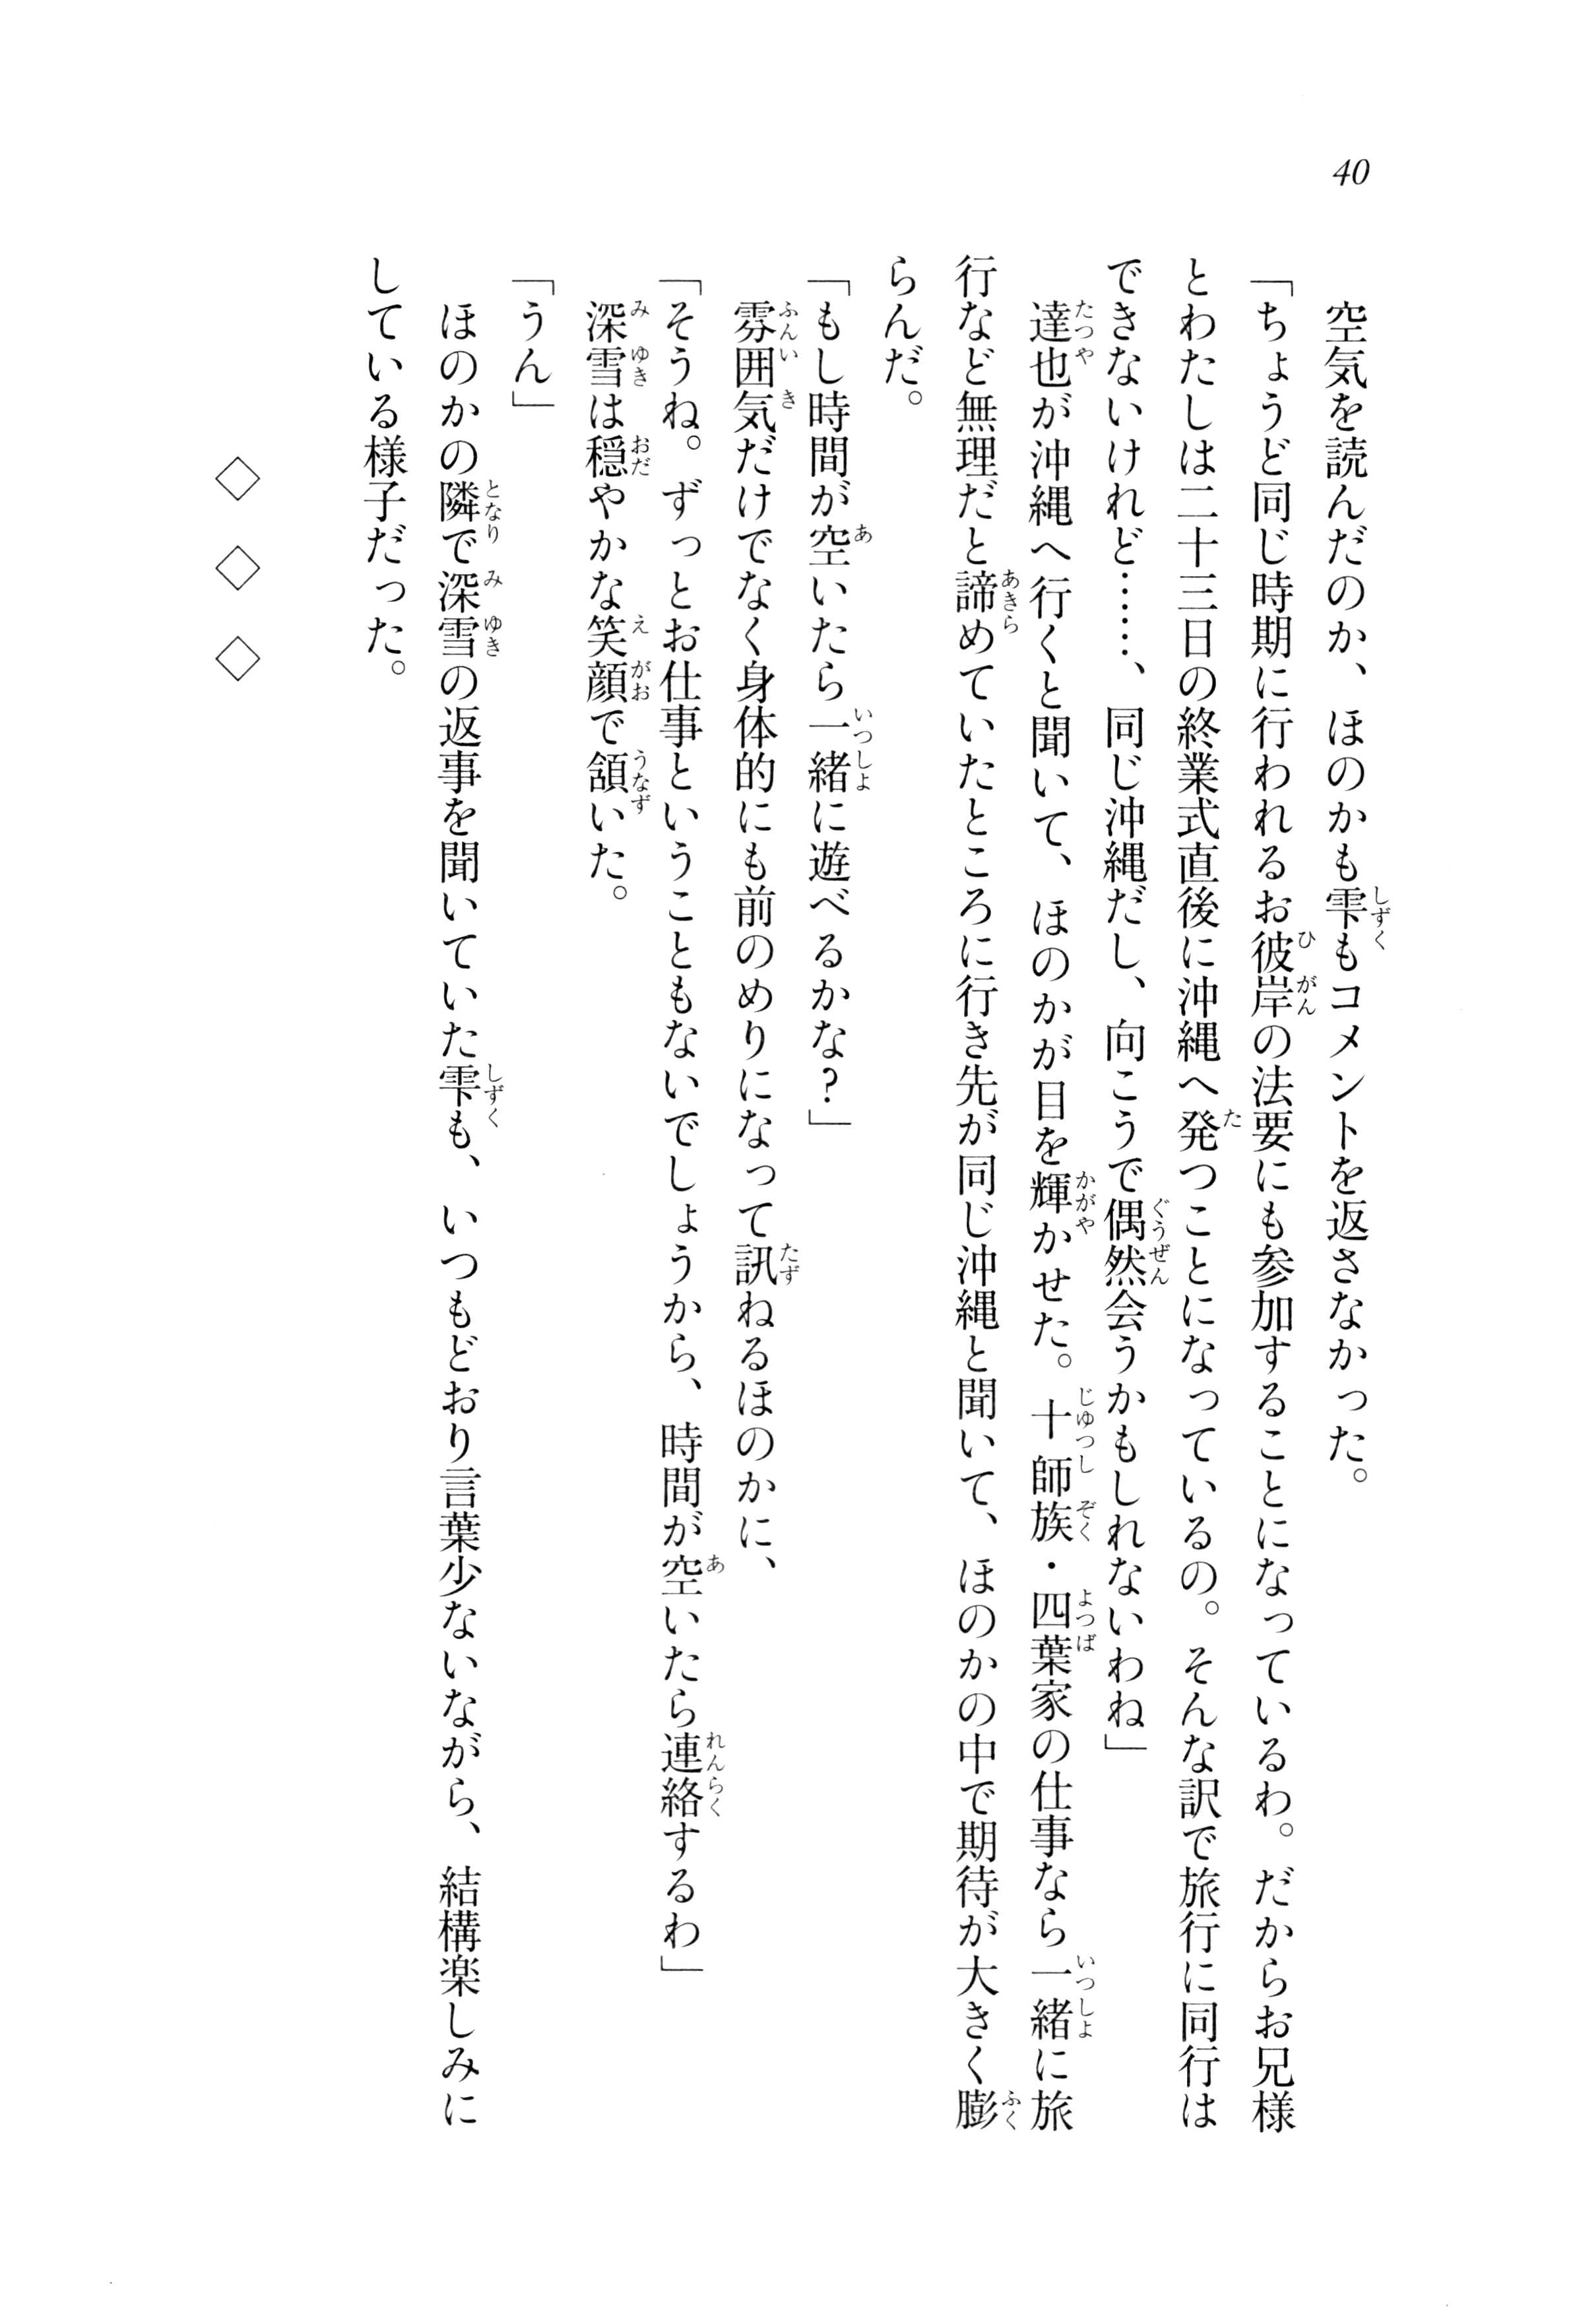 40
空気を読んだのか、ほのかも雫もコメントを返さなかった。
「ちょうど同じ時期に行われるお彼岸の法要にも参加することになっているわ。だからお兄様
とわたしは二十三日の終業式直後に沖縄へ発つことになっているの。そんな訳で旅行に同行は
できないけれど……、同じ沖縄だし、向こうで偶然会うかもしれないわね」
達也が沖縄へ行くと聞いて、ほのかが目を輝かせた。十師族・四葉家の仕事なら一緒に旅
行など無理だと諦めていたところに行き先が同じ沖縄と聞いて、ほのかの中で期待が大きく膨
らんだ。
「もし時間が空いたら一緒に遊べるかな?」
雰囲気だけでなく身体的にも前のめりになって訊ねるほのかに、
「そうね。ずっとお仕事ということもないでしょうから、時間が空いたら連絡するわ」
深雪は穏やかな笑顔で頷いた。
「うん」
ほのかの隣で深雪の返事を聞いていた雫も、いつもどおり言葉少ないながら、結構楽しみに
している様子だった。
◇ ◇ ◇